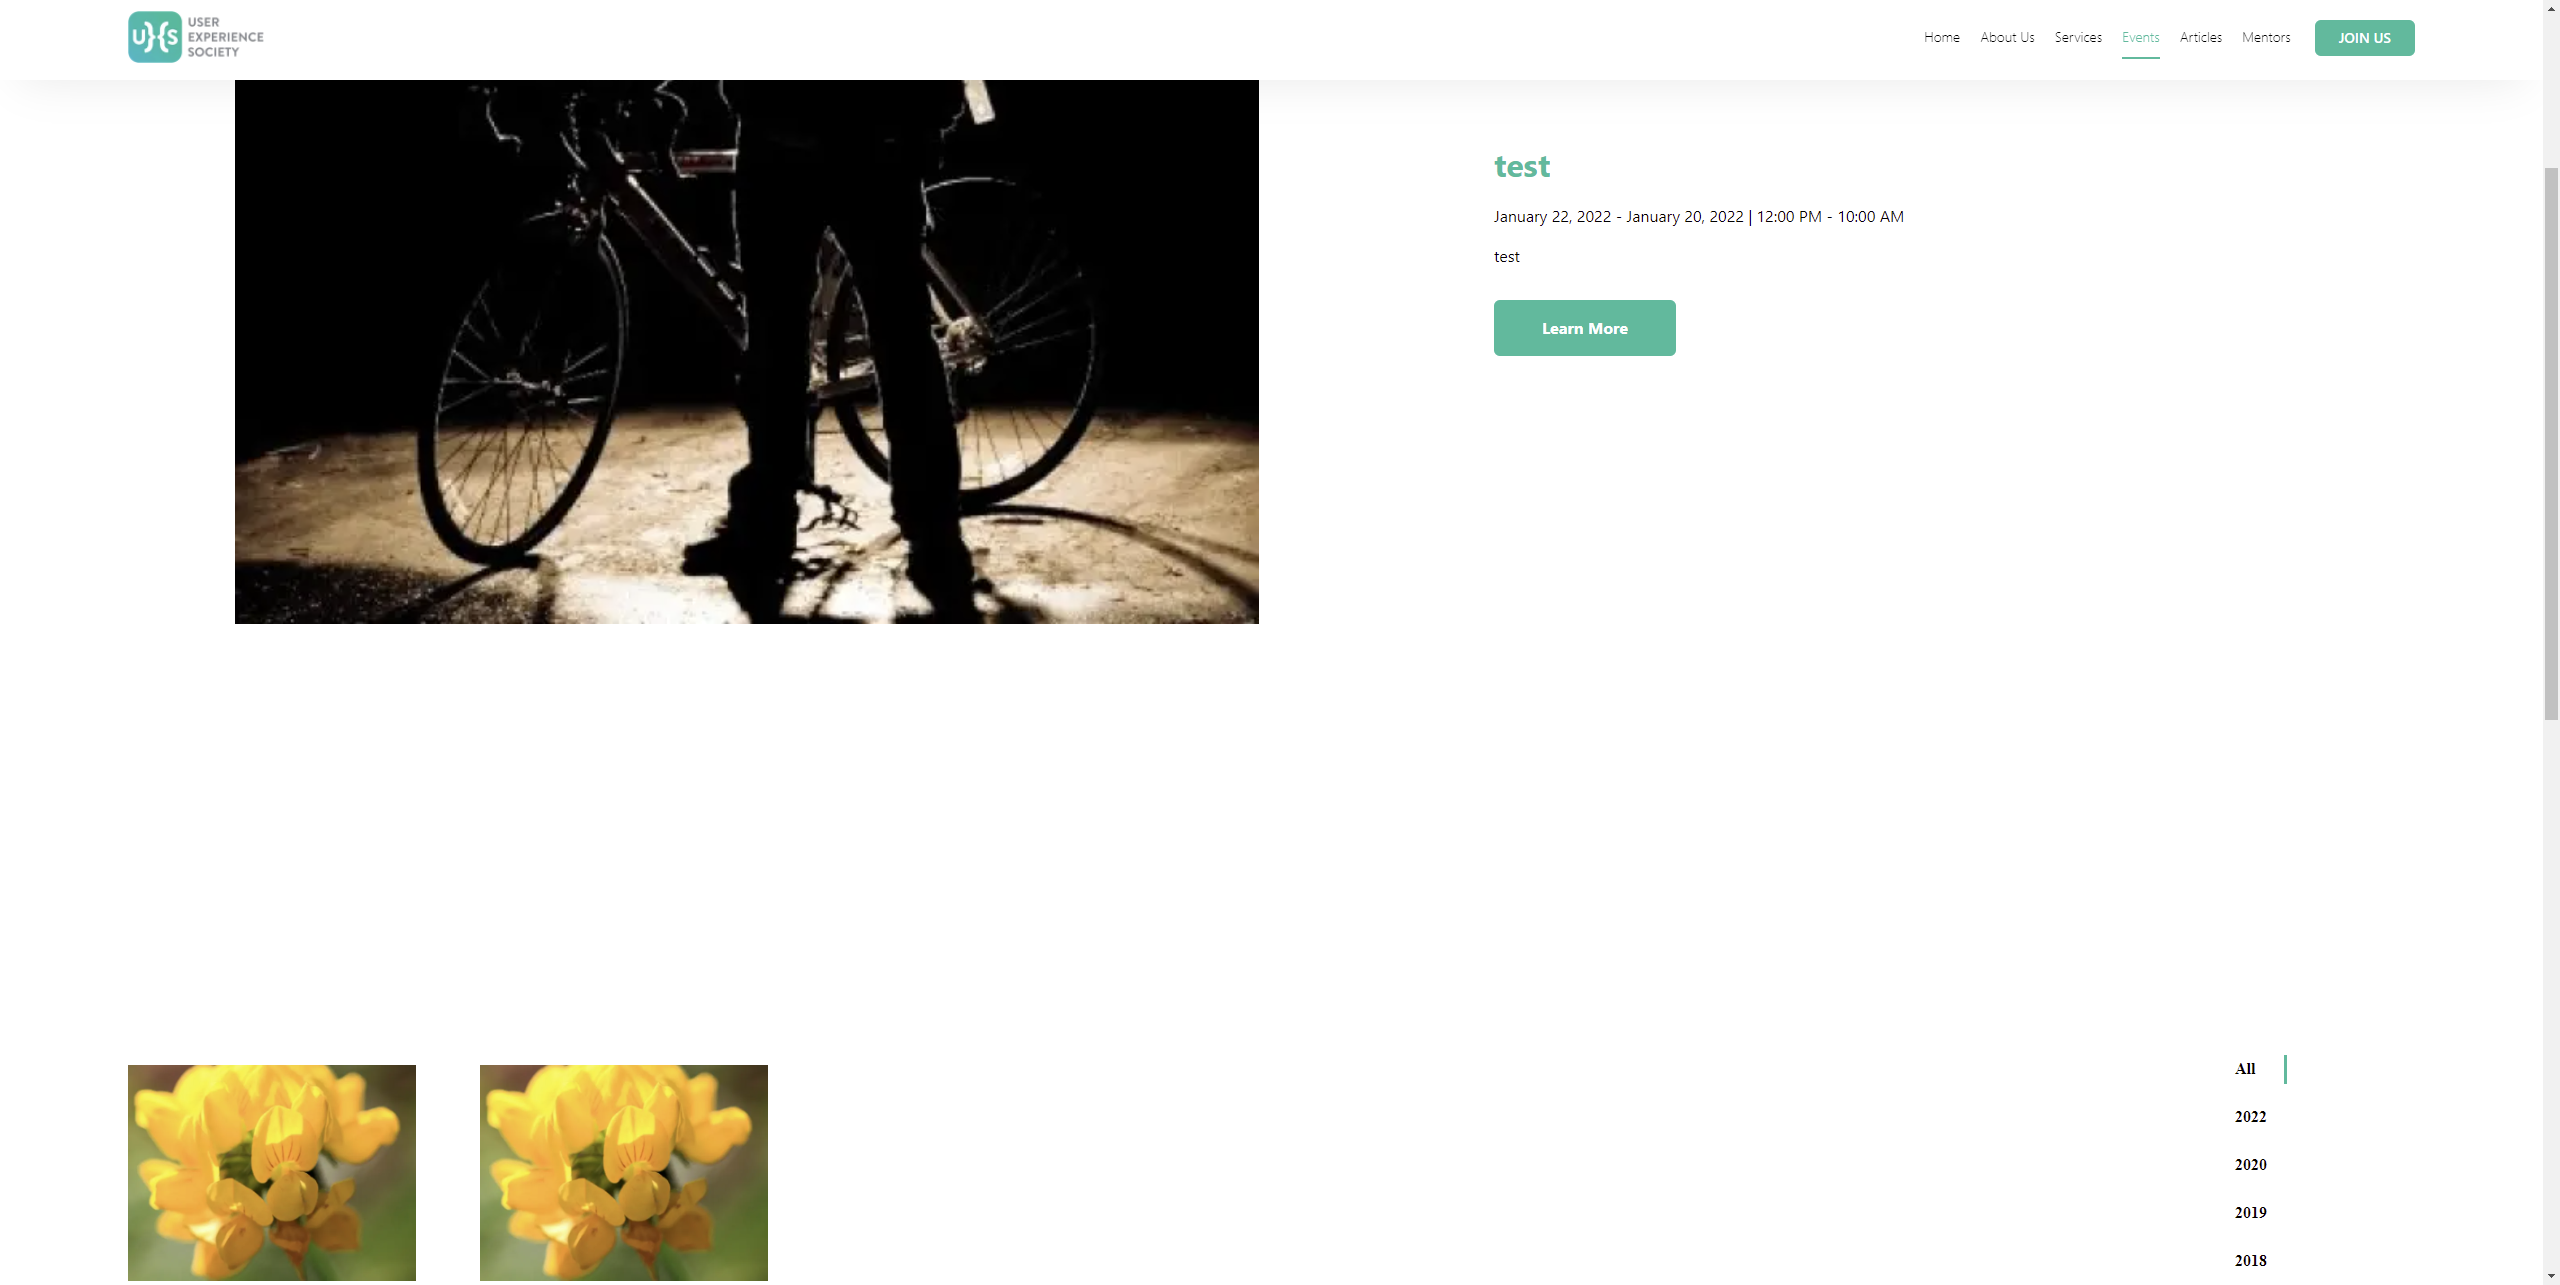 UXS USER
EXPERIENCE
SOCIETY
Home About Us Services Events Articles Mentors JOIN US
test
January 22, 2022 - January 20, 2022 | 12:00 PM - 10:00 AM
test
Learn More
All
2022
2020
2019
2018